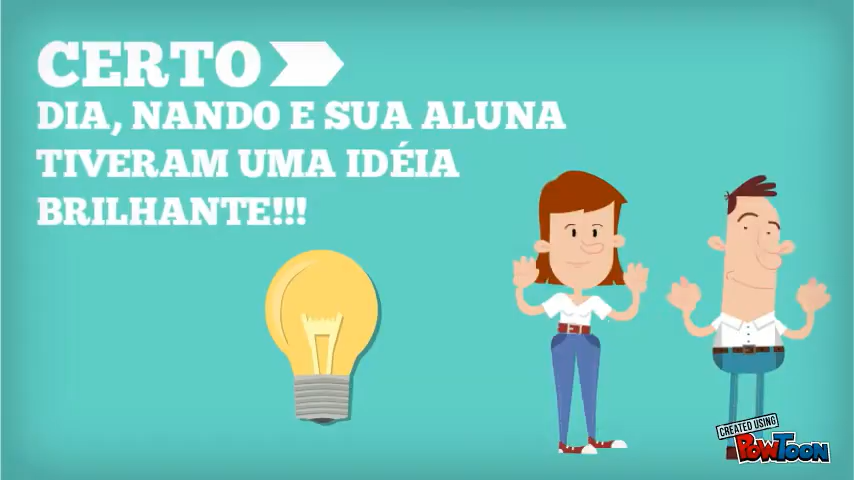 CERTO
DIA, NANDO E SUA ALUNA
TIVERAM UMA IDÉIA
BRILHANTE!!!
CREATED USING
POWTOON